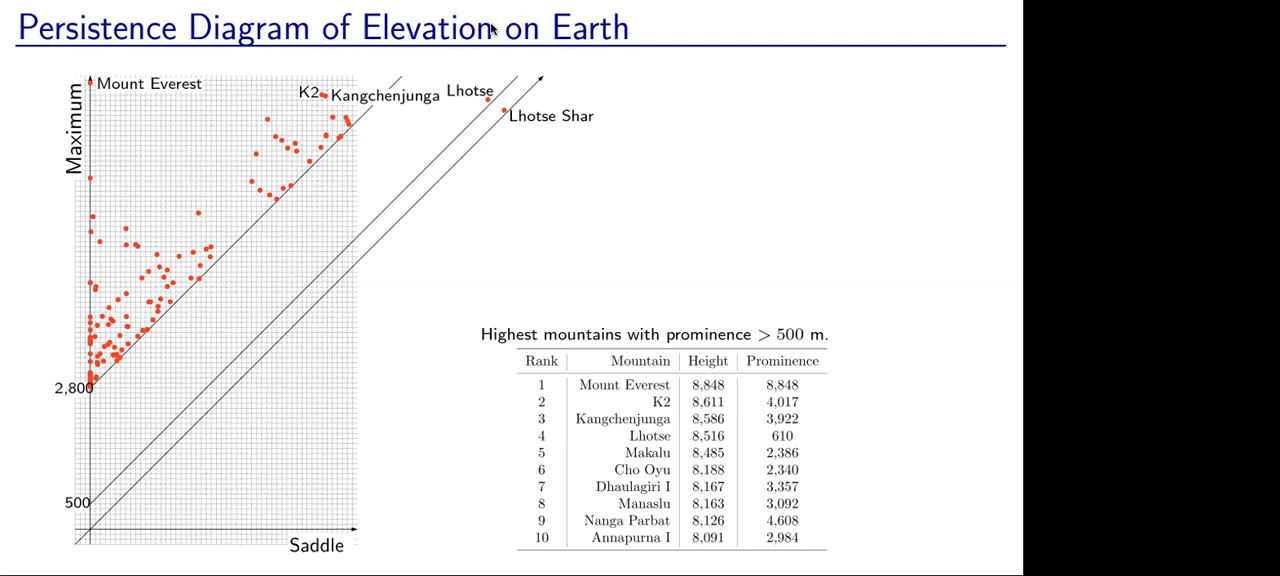 Persistence Diagram of Elevation on Earth
Maximum
Mount Everest
K2
Kangchenjunga
Lhotse
Lhotse Shar
2,800
500
Saddle
Highest mountains with prominence > 500 m.
Rank Mountain Height Prominence
1 Mount Everest 8,848 8,848
2 K2 8,611 4,017
3 Kangchenjunga 8,586 3,922
4 Lhotse 8,516 610
5 Makalu 8,485 2,386
6 Cho Oyu 8,188 2,340
7 Dhaulagiri I 8,167 3,357
8 Manaslu 8,163 3,092
9 Nanga Parbat 8,126 4,608
10 Annapurna I 8,091 2,984